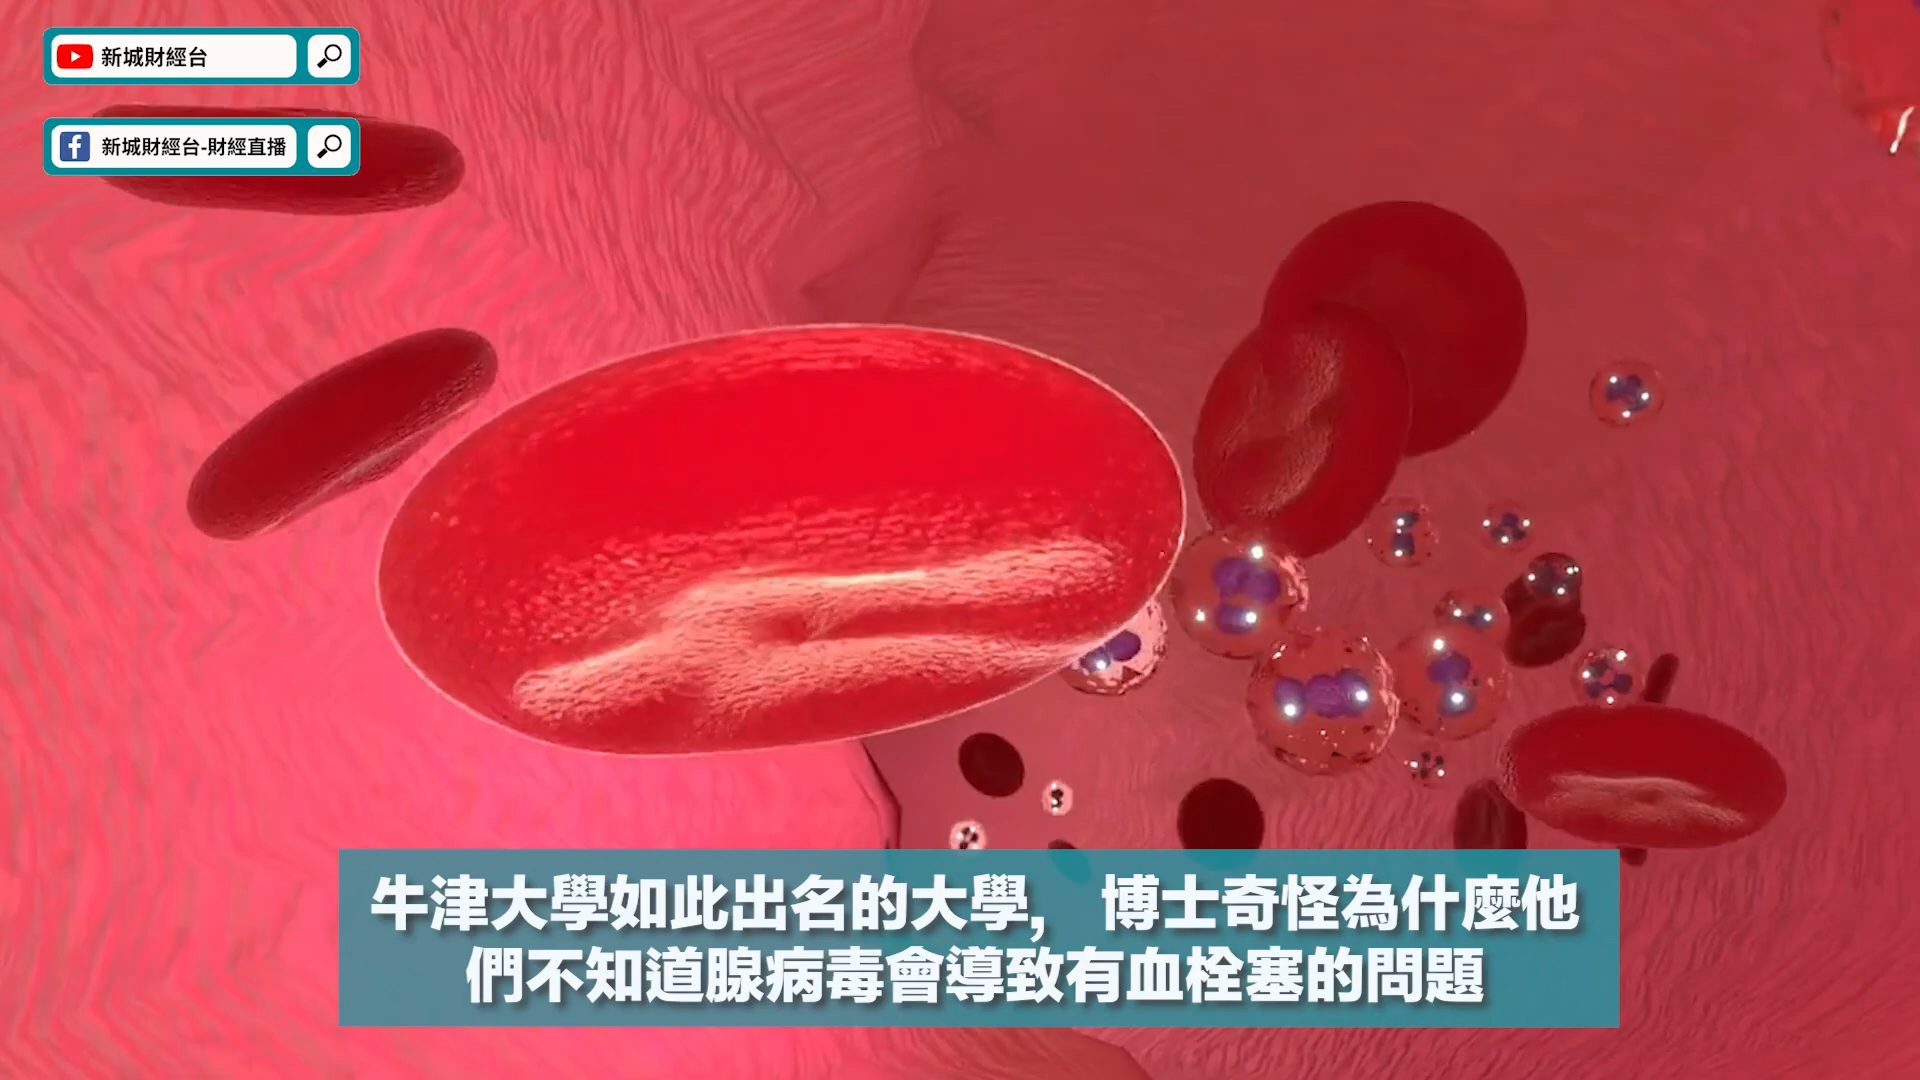 新城財經台
新城財經台-財經直播
牛津大學如此出名的大學, 博士奇怪為什麼他
們不知道腺病毒會導致有血栓塞的問題